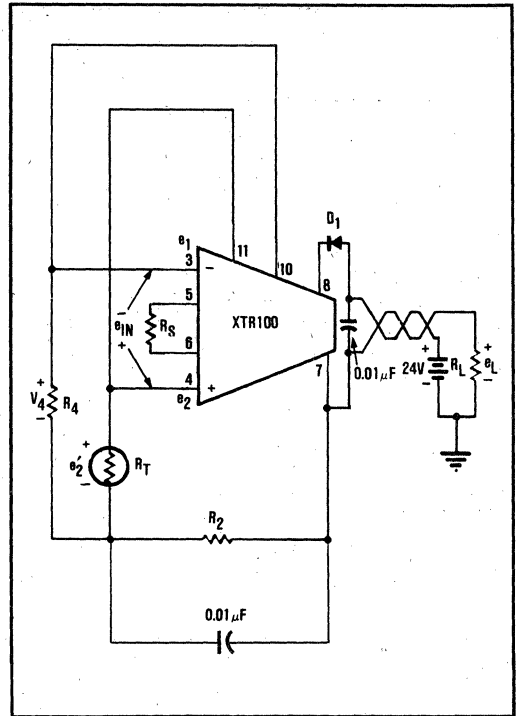 e1
3
−
11
10
D1
8
5
− eIN +
RS
XTR100
6
4
+
e2
7
0.01μF
24V
+
−
RL
+
eL
−
+
V4
−
R4
+
e2′
−
RT
R2
0.01μF